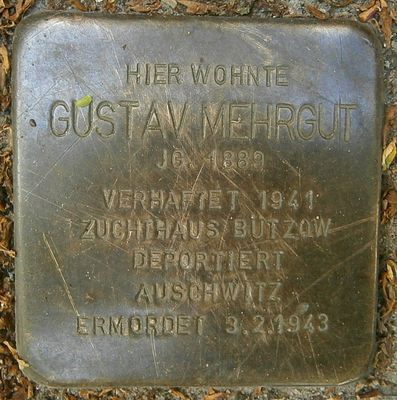 HIER WOHNTE
GUSTAV MEHRGUT
JG. 1889
VERHAFTET 1941
ZUCHTHAUS BÜTZOW
DEPORTIERT
AUSCHWITZ
ERMORDET 3.2.1943